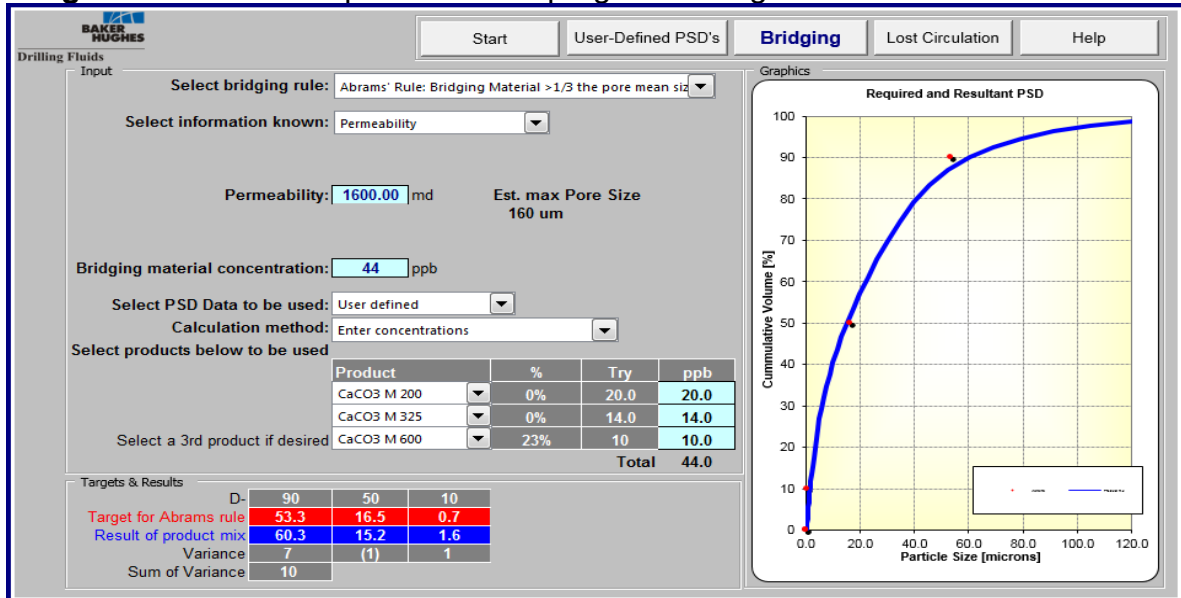 BAKER
HUGHES
Drilling Fluids
Start
User-Defined PSD's
Bridging
Lost Circulation
Help
Input
Select bridging rule: Abrams' Rule: Bridging Material >1/3 the pore mean siz
Select information known: Permeability
Permeability: 1600.00 md
Est. max Pore Size
160 um
Bridging material concentration: 44 ppb
Select PSD Data to be used: User defined
Calculation method: Enter concentrations
Select products below to be used
Product % Try ppb
CaCO3 M 200 0% 20.0 20.0
CaCO3 M 325 0% 14.0 14.0
Select a 3rd product if desired CaCO3 M 600 23% 10 10.0
Total 44.0
Targets & Results
D- 90 50 10
Target for Abrams rule 53.3 16.5 0.7
Result of product mix 60.3 15.2 1.6
Variance 7 (1) 1
Sum of Variance 10
Graphics
Required and Resultant PSD
Cummulative Volume [%]
100
90
80
70
60
50
40
30
20
10
0
0.0 20.0 40.0 60.0 80.0 100.0 120.0
Particle Size [microns]